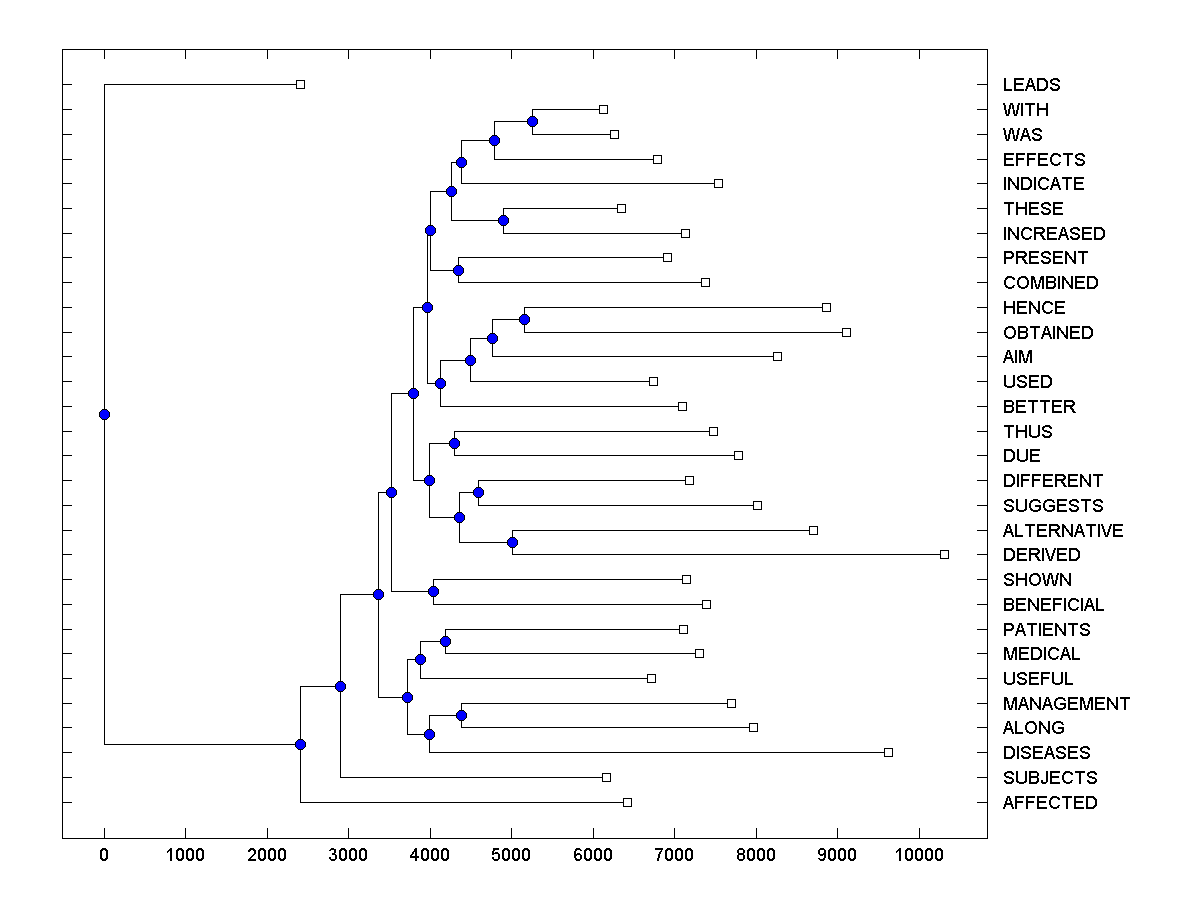 LEADS
WITH
WAS
EFFECTS
INDICATE
THESE
INCREASED
PRESENT
COMBINED
HENCE
OBTAINED
AIM
USED
BETTER
THUS
DUE
DIFFERENT
SUGGESTS
ALTERNATIVE
DERIVED
SHOWN
BENEFICIAL
PATIENTS
MEDICAL
USEFUL
MANAGEMENT
ALONG
DISEASES
SUBJECTS
AFFECTED
0 1000 2000 3000 4000 5000 6000 7000 8000 9000 10000